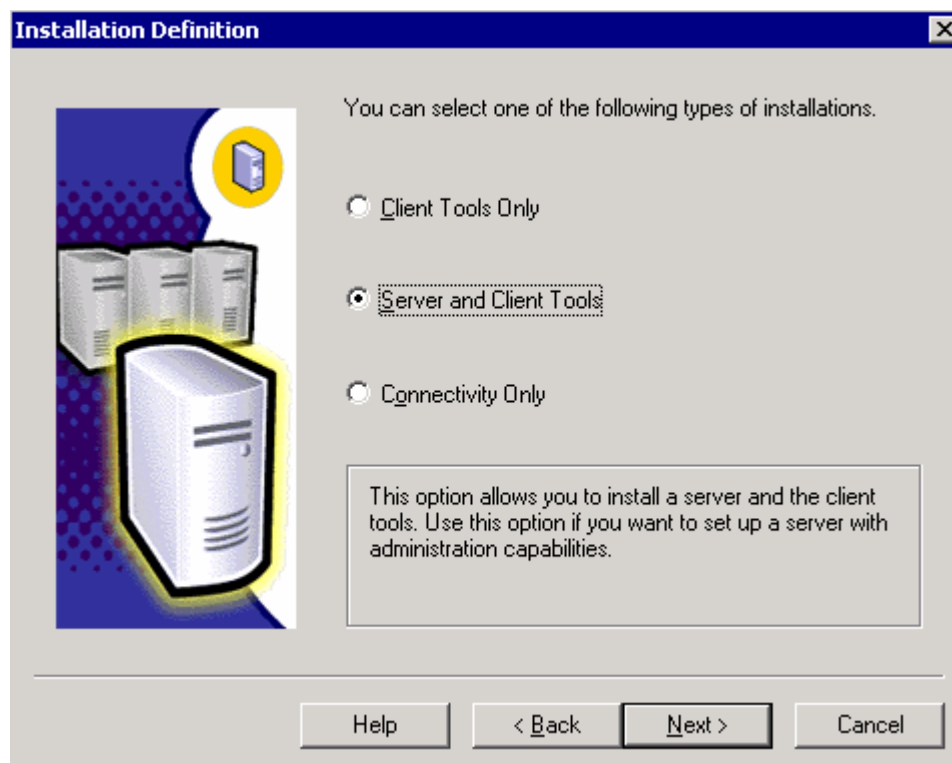 Installation Definition
You can select one of the following types of installations.
Client Tools Only
Server and Client Tools
Connectivity Only
This option allows you to install a server and the client
tools. Use this option if you want to set up a server with
administration capabilities.
Help
< Back
Next >
Cancel